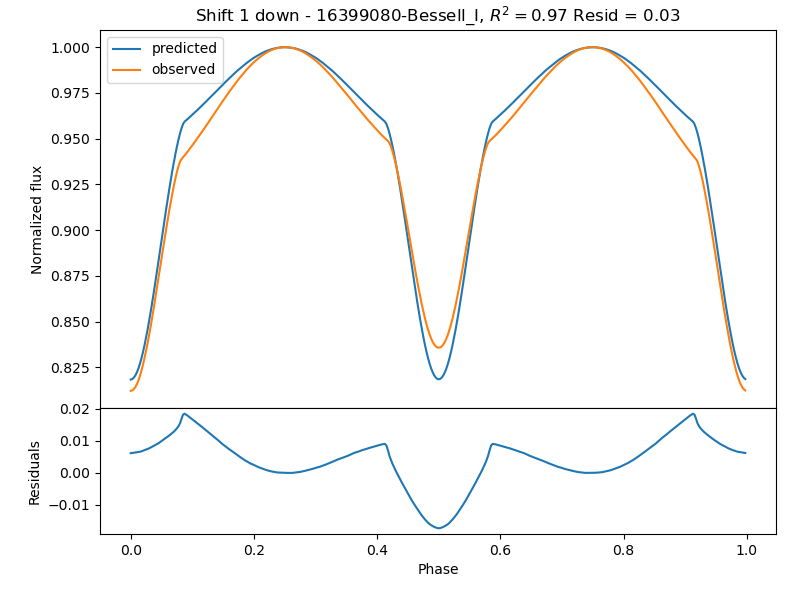 Shift 1 down - 16399080-Bessell_I, R² = 0.97 Resid = 0.03
predicted
observed
1.000
0.975
0.950
0.925
0.900
0.875
0.850
0.825
Normalized flux
0.02
0.01
0.00
−0.01
Residuals
0.0 0.2 0.4 0.6 0.8 1.0
Phase